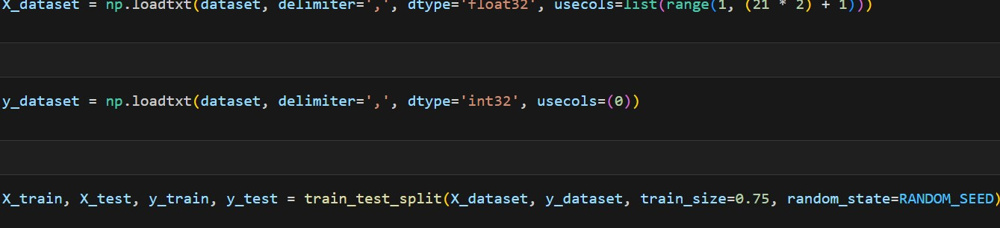 X_dataset = np.loadtxt(dataset, delimiter=',', dtype='float32', usecols=list(range(1, (21 * 2) + 1)))
y_dataset = np.loadtxt(dataset, delimiter=',', dtype='int32', usecols=(0))
X_train, X_test, y_train, y_test = train_test_split(X_dataset, y_dataset, train_size=0.75, random_state=RANDOM_SEED)